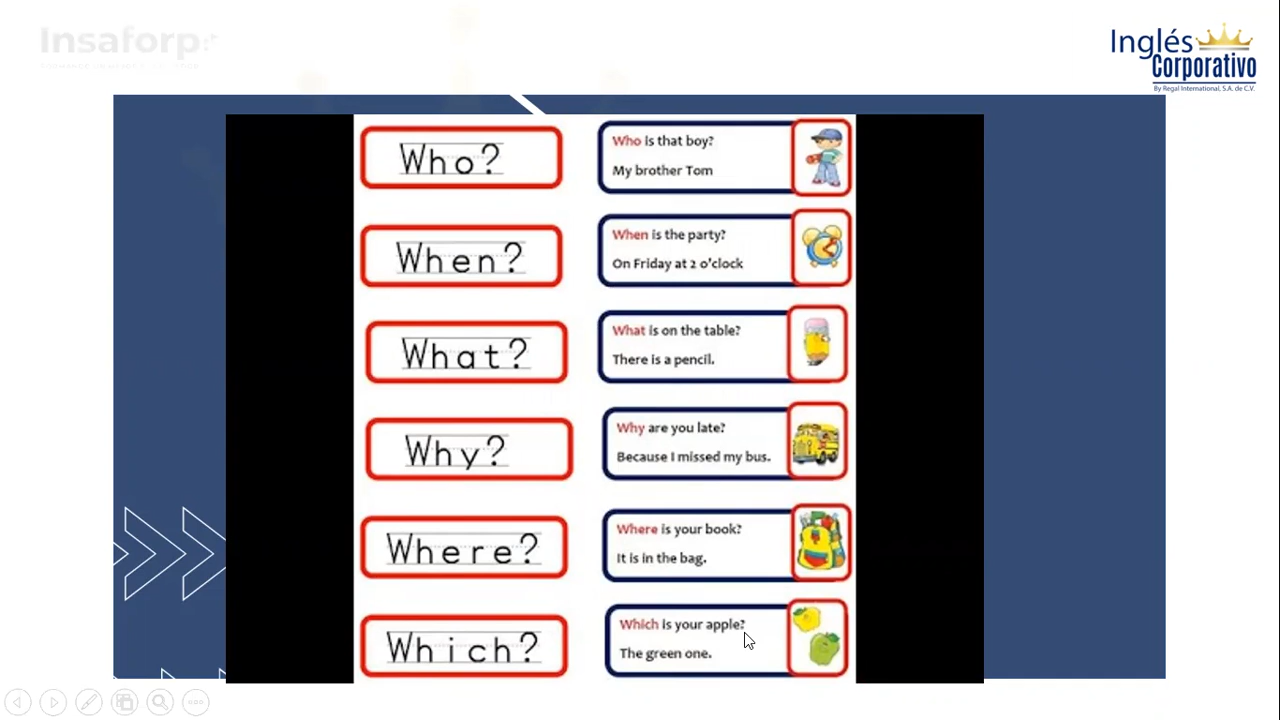 Insaforp
Inglés
Corporativo
By Regal International, S.A. de C.V.
Who?
Who is that boy?
My brother Tom
When?
When is the party?
On Friday at 2 o'clock
What?
What is on the table?
There is a pencil.
Why?
Why are you late?
Because I missed my bus.
Where?
Where is your book?
It is in the bag.
Which?
Which is your apple?
The green one.